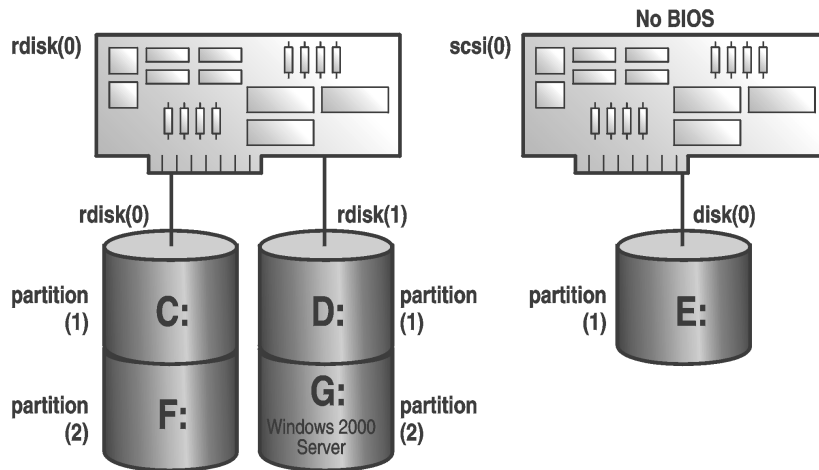 No BIOS
rdisk(0)
scsi(0)
rdisk(0)
rdisk(1)
disk(0)
partition
(1)
C:
D:
partition
(1)
partition
(1)
E:
partition
(2)
F:
G:
Windows 2000
Server
partition
(2)